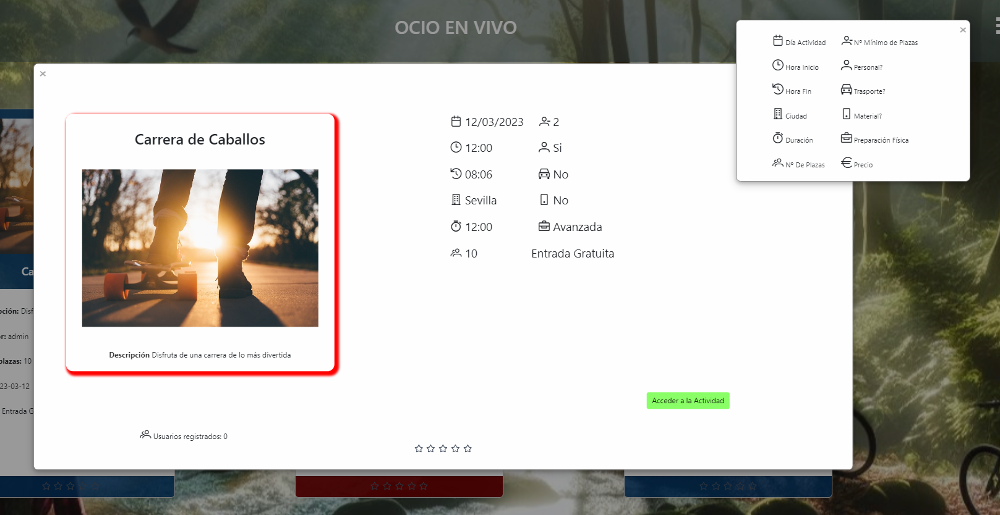 OCIO EN VIVO
×
Día Actividad
Nº Mínimo de Plazas
Hora Inicio
Personal?
Hora Fin
Trasporte?
Ciudad
Material?
Duración
Preparación Física
Nº De Plazas
Precio
×
Carrera de Caballos
Descripción Disfruta de una carrera de lo más divertida
12/03/2023
2
12:00
Si
08:06
No
Sevilla
No
12:00
Avanzada
10
Entrada Gratuita
Acceder a la Actividad
Usuarios registrados: 0
Ca
pción: Disf
r: admin
plazas: 10
23-03-12
Entrada G